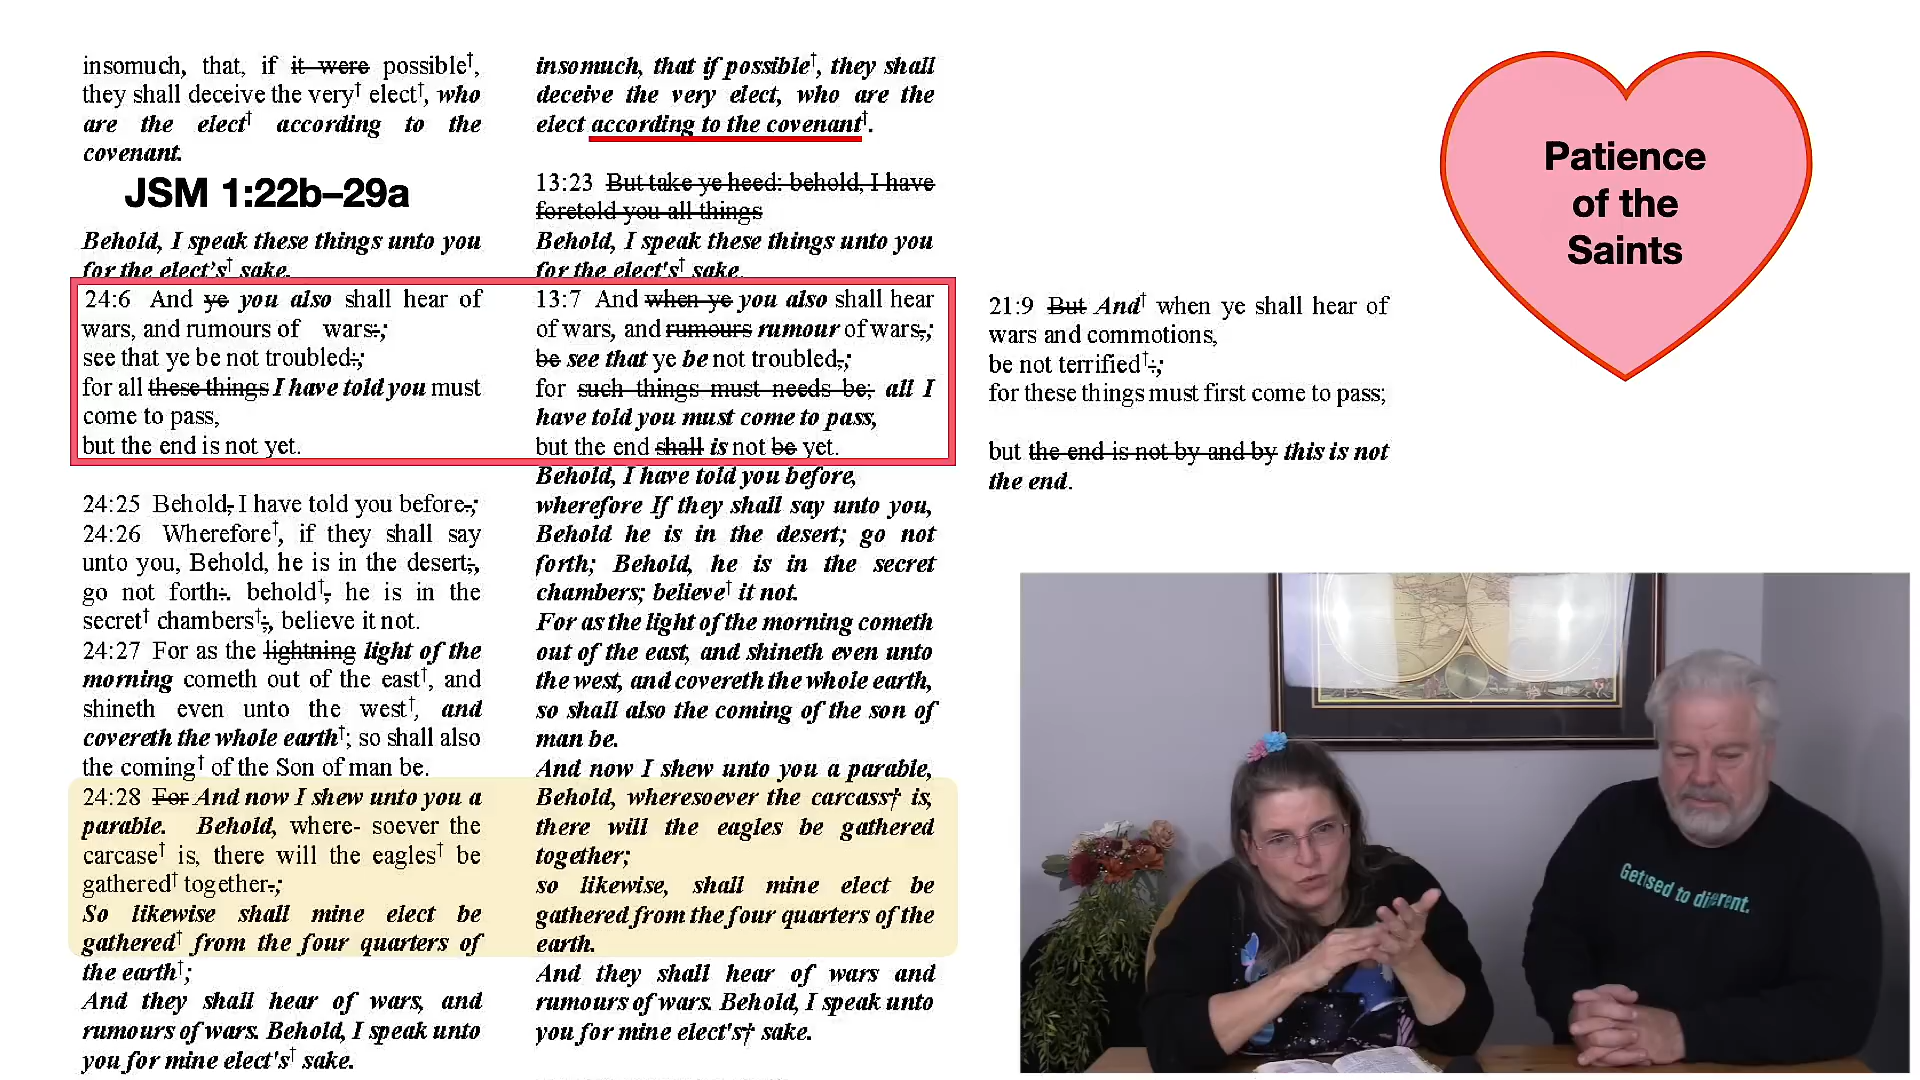 insomuch, that, if it were possible†,
they shall deceive the very† elect†, who
are the elect† according to the
covenant.
JSM 1:22b–29a
Behold, I speak these things unto you
for the elect's† sake.
24:6 And ye you also shall hear of
wars, and rumours of wars:;
see that ye be not troubled:;
for all these things I have told you must
come to pass,
but the end is not yet.
24:25 Behold, I have told you before.;
24:26 Wherefore†, if they shall say
unto you, Behold, he is in the desert;,
go not forth:. behold†, he is in the
secret† chambers†;, believe it not.
24:27 For as the lightning light of the
morning cometh out of the east†, and
shineth even unto the west†, and
covereth the whole earth†; so shall also
the coming† of the Son of man be.
24:28 For And now I shew unto you a
parable. Behold, where- soever the
carcase† is, there will the eagles† be
gathered† together.;
So likewise shall mine elect be
gathered† from the four quarters of
the earth†;
And they shall hear of wars, and
rumours of wars. Behold, I speak unto
you for mine elect's† sake.
insomuch, that if possible†, they shall
deceive the very elect, who are the
elect according to the covenant†.
13:23 But take ye heed: behold, I have
foretold you all things
Behold, I speak these things unto you
for the elect's† sake.
13:7 And when ye you also shall hear
of wars, and rumours rumour of wars,;
be see that ye be not troubled,;
for such things must needs be; all I
have told you must come to pass,
but the end shall is not be yet.
Behold, I have told you before,
wherefore If they shall say unto you,
Behold he is in the desert; go not
forth; Behold, he is in the secret
chambers; believe† it not.
For as the light of the morning cometh
out of the east, and shineth even unto
the west, and covereth the whole earth,
so shall also the coming of the son of
man be.
And now I shew unto you a parable,
Behold, wheresoever the carcass† is,
there will the eagles be gathered
together;
so likewise, shall mine elect be
gathered from the four quarters of the
earth.
And they shall hear of wars and
rumours of wars. Behold, I speak unto
you for mine elect's† sake.
21:9 But And† when ye shall hear of
wars and commotions,
be not terrified†:;
for these things must first come to pass;
but the end is not by and by this is not
the end.
Patience
of the
Saints
Get used to different.